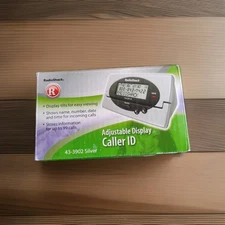 RadioShack
R
• Display tilts for easy viewing
• Shows name, number, date
and time for incoming calls
• Stores information
for up to 99 calls
RadioShack
Adjustable Display
Caller ID
43-3902 Silver